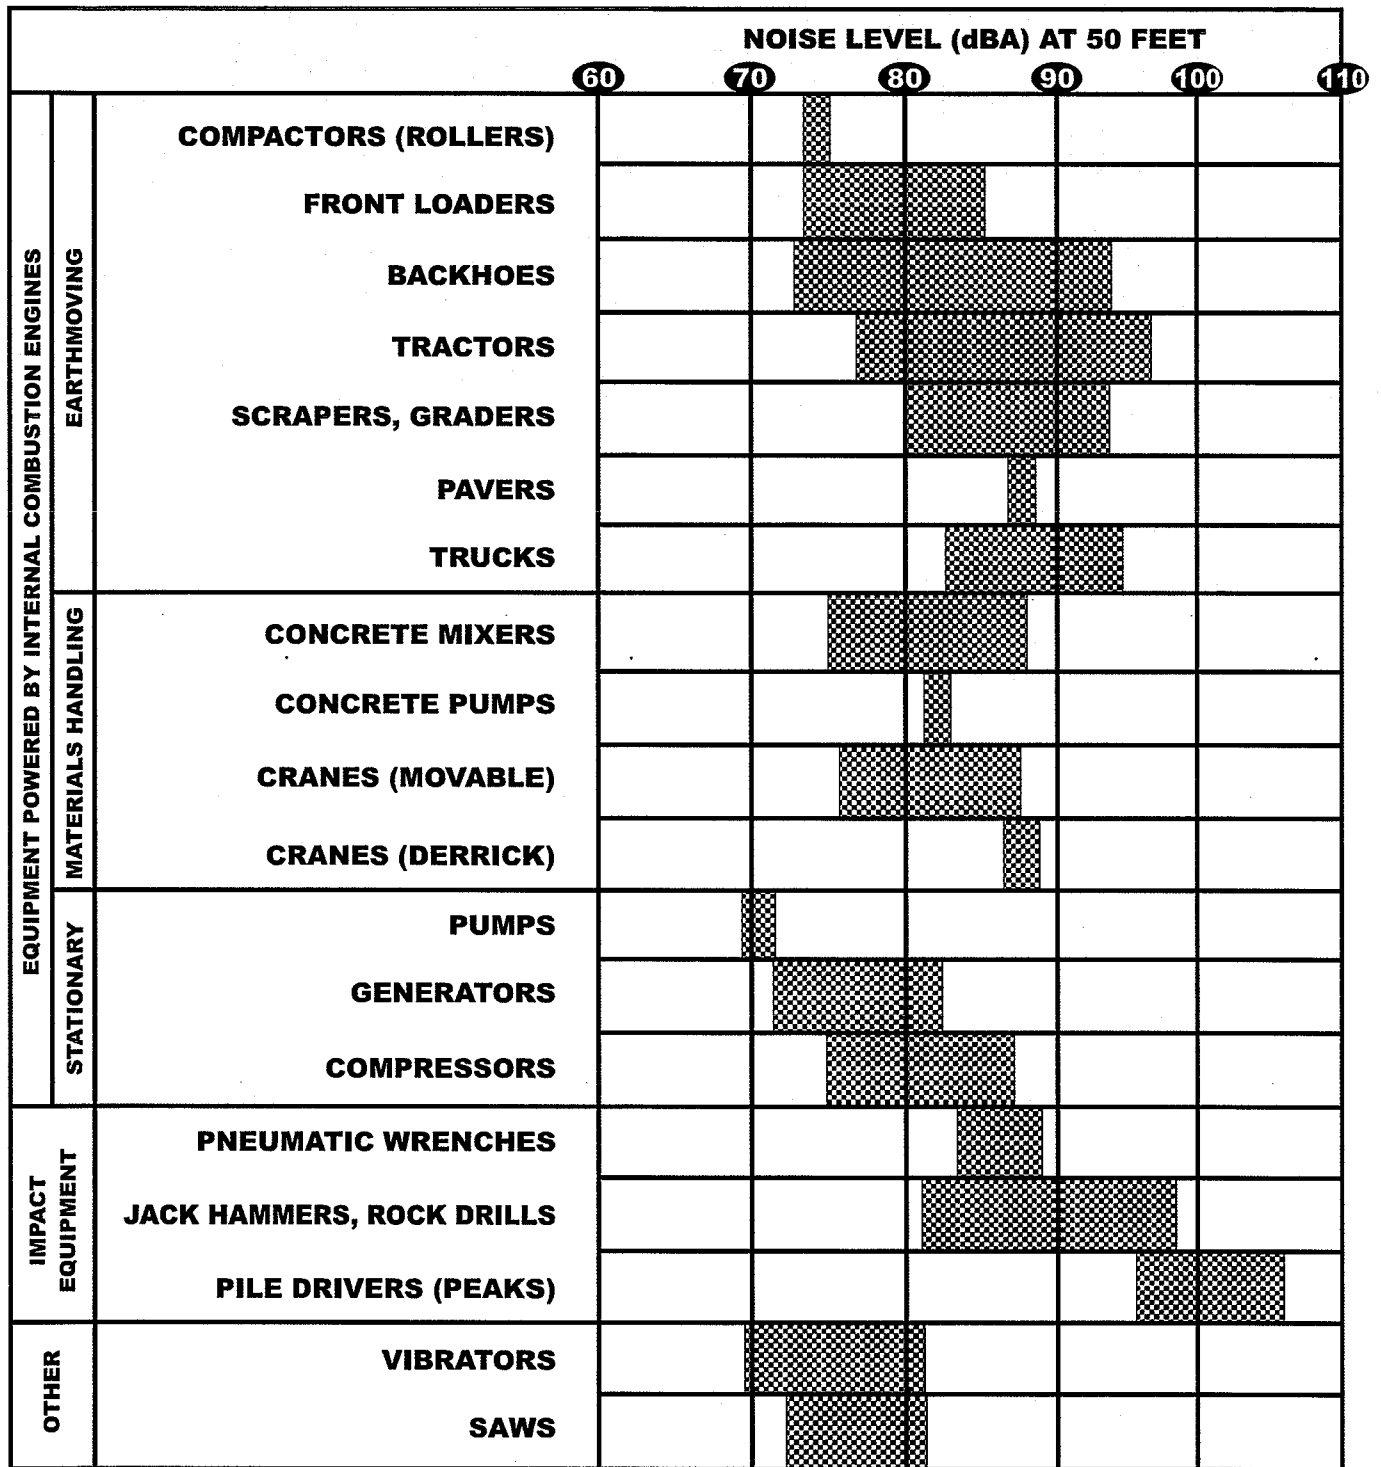 NOISE LEVEL (dBA) AT 50 FEET
60 70 80 90 100 110
EQUIPMENT POWERED BY INTERNAL COMBUSTION ENGINES
EARTHMOVING
COMPACTORS (ROLLERS)
FRONT LOADERS
BACKHOES
TRACTORS
SCRAPERS, GRADERS
PAVERS
TRUCKS
MATERIALS HANDLING
CONCRETE MIXERS
CONCRETE PUMPS
CRANES (MOVABLE)
CRANES (DERRICK)
STATIONARY
PUMPS
GENERATORS
COMPRESSORS
IMPACT
EQUIPMENT
PNEUMATIC WRENCHES
JACK HAMMERS, ROCK DRILLS
PILE DRIVERS (PEAKS)
OTHER
VIBRATORS
SAWS